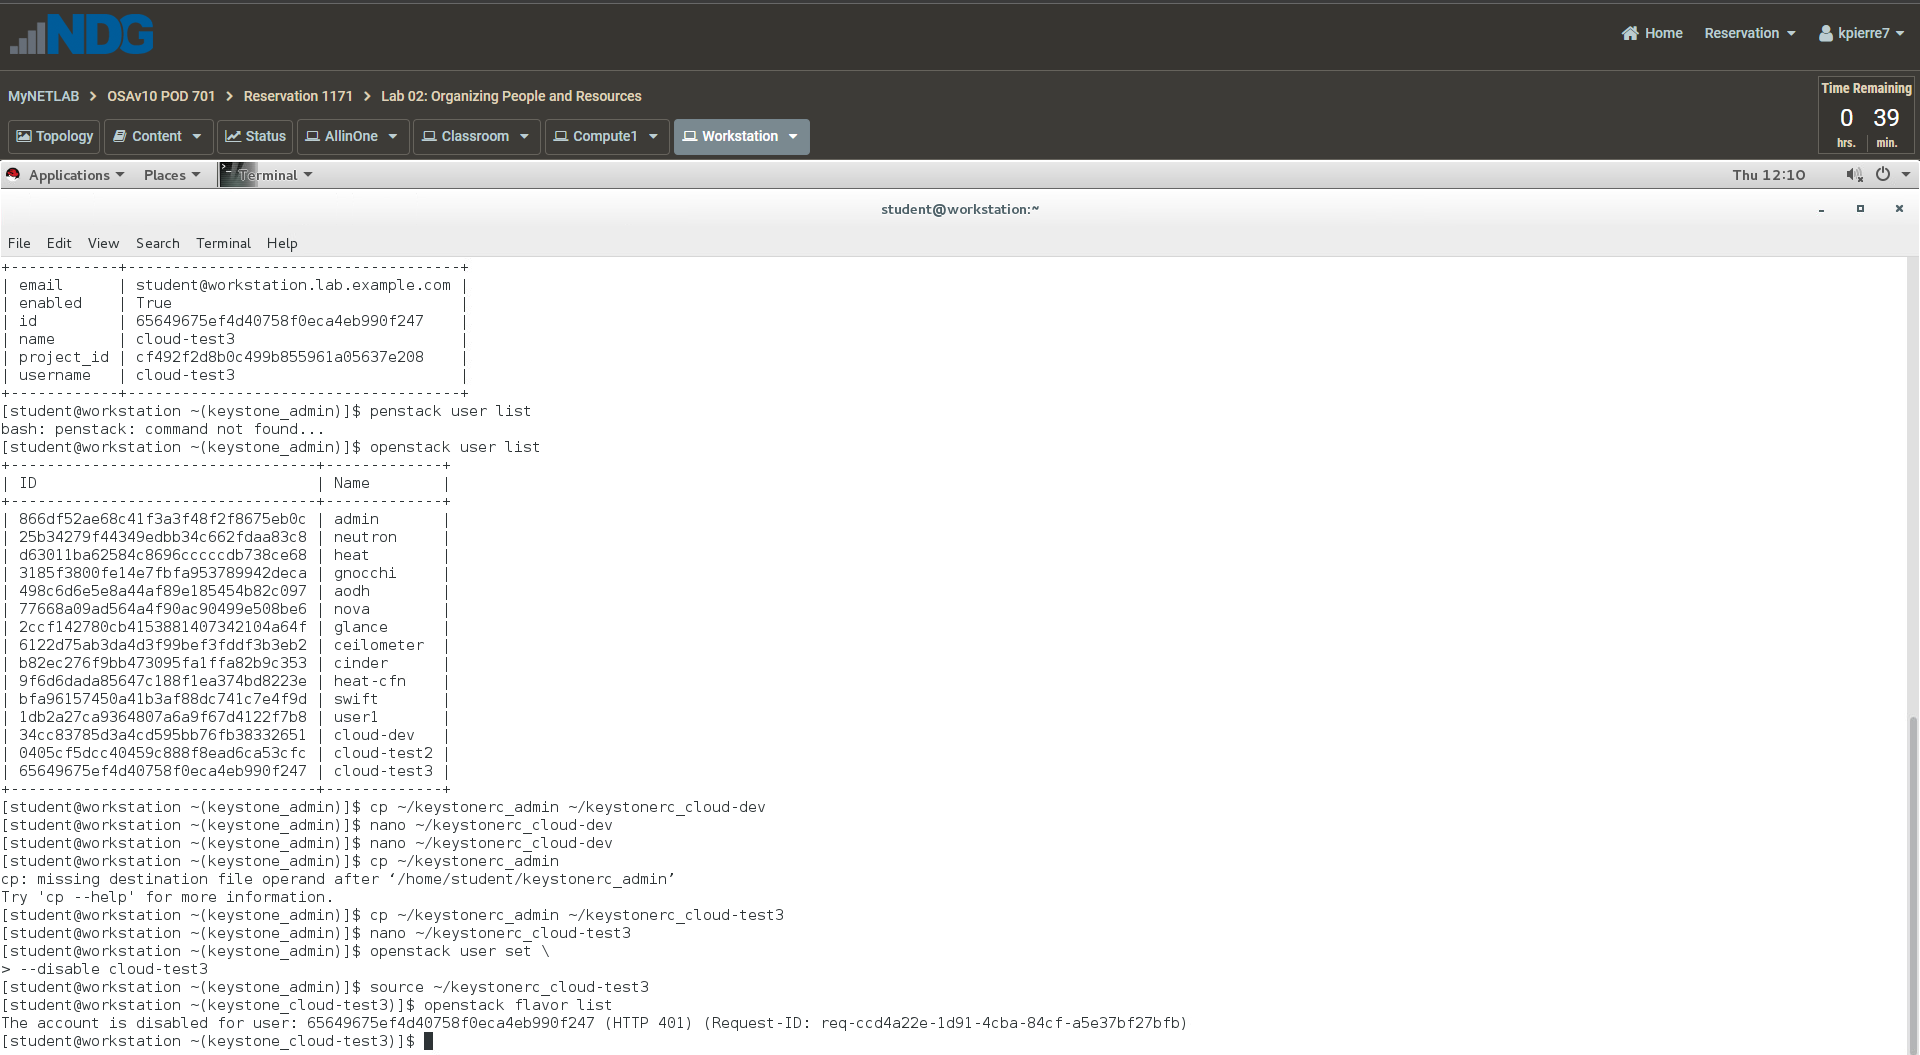 NDG
Home Reservation kpierre7
MyNETLAB > OSAv10 POD 701 > Reservation 1171 > Lab 02: Organizing People and Resources
Time Remaining
0 39
hrs. min.
Topology Content Status AllinOne Classroom Compute1 Workstation
Applications Places Terminal Thu 12:10
student@workstation:~
File Edit View Search Terminal Help
+------------+-------------------------------------+
| email      | student@workstation.lab.example.com |
| enabled    | True                                |
| id         | 65649675ef4d40758f0eca4eb990f247    |
| name       | cloud-test3                         |
| project_id | cf492f2d8b0c499b855961a05637e208    |
| username   | cloud-test3                         |
+------------+-------------------------------------+
[student@workstation ~(keystone_admin)]$ penstack user list
bash: penstack: command not found...
[student@workstation ~(keystone_admin)]$ openstack user list
+----------------------------------+-------------+
| ID                               | Name        |
+----------------------------------+-------------+
| 866df52ae68c41f3a3f48f2f8675eb0c | admin       |
| 25b34279f44349edbb34c662fdaa83c8 | neutron     |
| d63011ba62584c8696cccccdb738ce68 | heat        |
| 3185f3800fe14e7fbfa953789942deca | gnocchi     |
| 498c6d6e5e8a44af89e185454b82c097 | aodh        |
| 77668a09ad564a4f90ac90499e508be6 | nova        |
| 2ccf142780cb4153881407342104a64f | glance      |
| 6122d75ab3da4d3f99bef3fddf3b3eb2 | ceilometer  |
| b82ec276f9bb473095fa1ffa82b9c353 | cinder      |
| 9f6d6dada85647c188f1ea374bd8223e | heat-cfn    |
| bfa96157450a41b3af88dc741c7e4f9d | swift       |
| 1db2a27ca9364807a6a9f67d4122f7b8 | user1       |
| 34cc83785d3a4cd595bb76fb38332651 | cloud-dev   |
| 0405cf5dcc40459c888f8ead6ca53cfc | cloud-test2 |
| 65649675ef4d40758f0eca4eb990f247 | cloud-test3 |
+----------------------------------+-------------+
[student@workstation ~(keystone_admin)]$ cp ~/keystonerc_admin ~/keystonerc_cloud-dev
[student@workstation ~(keystone_admin)]$ nano ~/keystonerc_cloud-dev
[student@workstation ~(keystone_admin)]$ nano ~/keystonerc_cloud-dev
[student@workstation ~(keystone_admin)]$ cp ~/keystonerc_admin
cp: missing destination file operand after ‘/home/student/keystonerc_admin’
Try 'cp --help' for more information.
[student@workstation ~(keystone_admin)]$ cp ~/keystonerc_admin ~/keystonerc_cloud-test3
[student@workstation ~(keystone_admin)]$ nano ~/keystonerc_cloud-test3
[student@workstation ~(keystone_admin)]$ openstack user set \
> --disable cloud-test3
[student@workstation ~(keystone_admin)]$ source ~/keystonerc_cloud-test3
[student@workstation ~(keystone_cloud-test3)]$ openstack flavor list
The account is disabled for user: 65649675ef4d40758f0eca4eb990f247 (HTTP 401) (Request-ID: req-ccd4a22e-1d91-4cba-84cf-a5e37bf27bfb)
[student@workstation ~(keystone_cloud-test3)]$